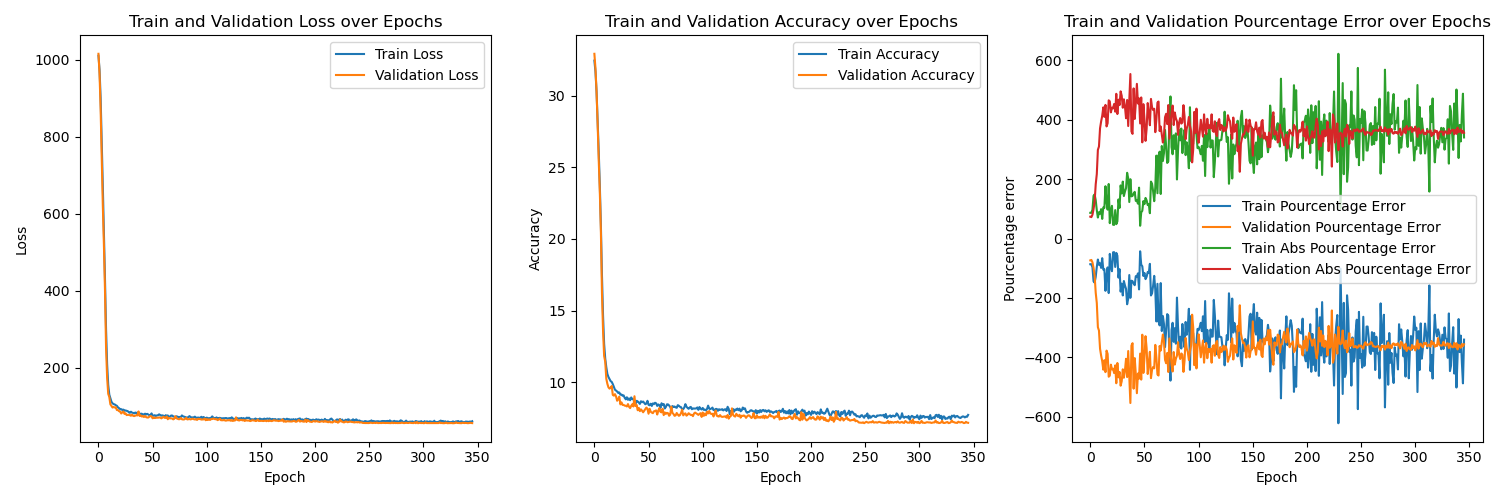 Train and Validation Loss over Epochs
Loss
1000
800
600
400
200
0
50
100
150
200
250
300
350
Epoch
Train Loss
Validation Loss
Train and Validation Accuracy over Epochs
Accuracy
30
25
20
15
10
0
50
100
150
200
250
300
350
Epoch
Train Accuracy
Validation Accuracy
Train and Validation Pourcentage Error over Epochs
Pourcentage error
600
400
200
0
−200
−400
−600
0
50
100
150
200
250
300
350
Epoch
Train Pourcentage Error
Validation Pourcentage Error
Train Abs Pourcentage Error
Validation Abs Pourcentage Error